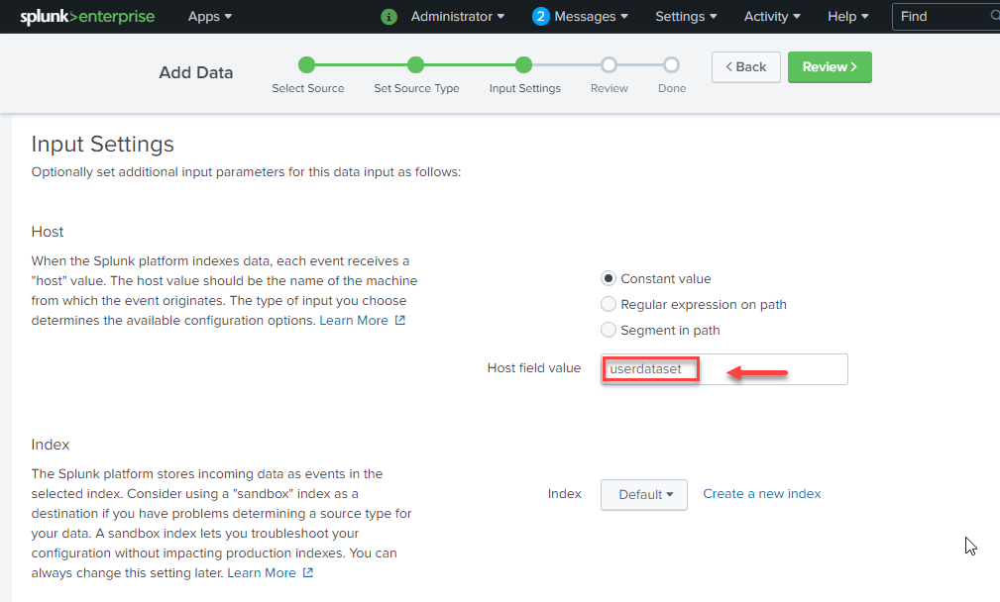 splunk>enterprise Apps i Administrator 2 Messages Settings Activity Help Find
Add Data
Select Source Set Source Type Input Settings Review Done
< Back Review >
Input Settings
Optionally set additional input parameters for this data input as follows:
Host
When the Splunk platform indexes data, each event receives a
"host" value. The host value should be the name of the machine
from which the event originates. The type of input you choose
determines the available configuration options. Learn More
Constant value
Regular expression on path
Segment in path
Host field value userdataset
Index
The Splunk platform stores incoming data as events in the
selected index. Consider using a "sandbox" index as a
destination if you have problems determining a source type for
your data. A sandbox index lets you troubleshoot your
configuration without impacting production indexes. You can
always change this setting later. Learn More
Index Default Create a new index